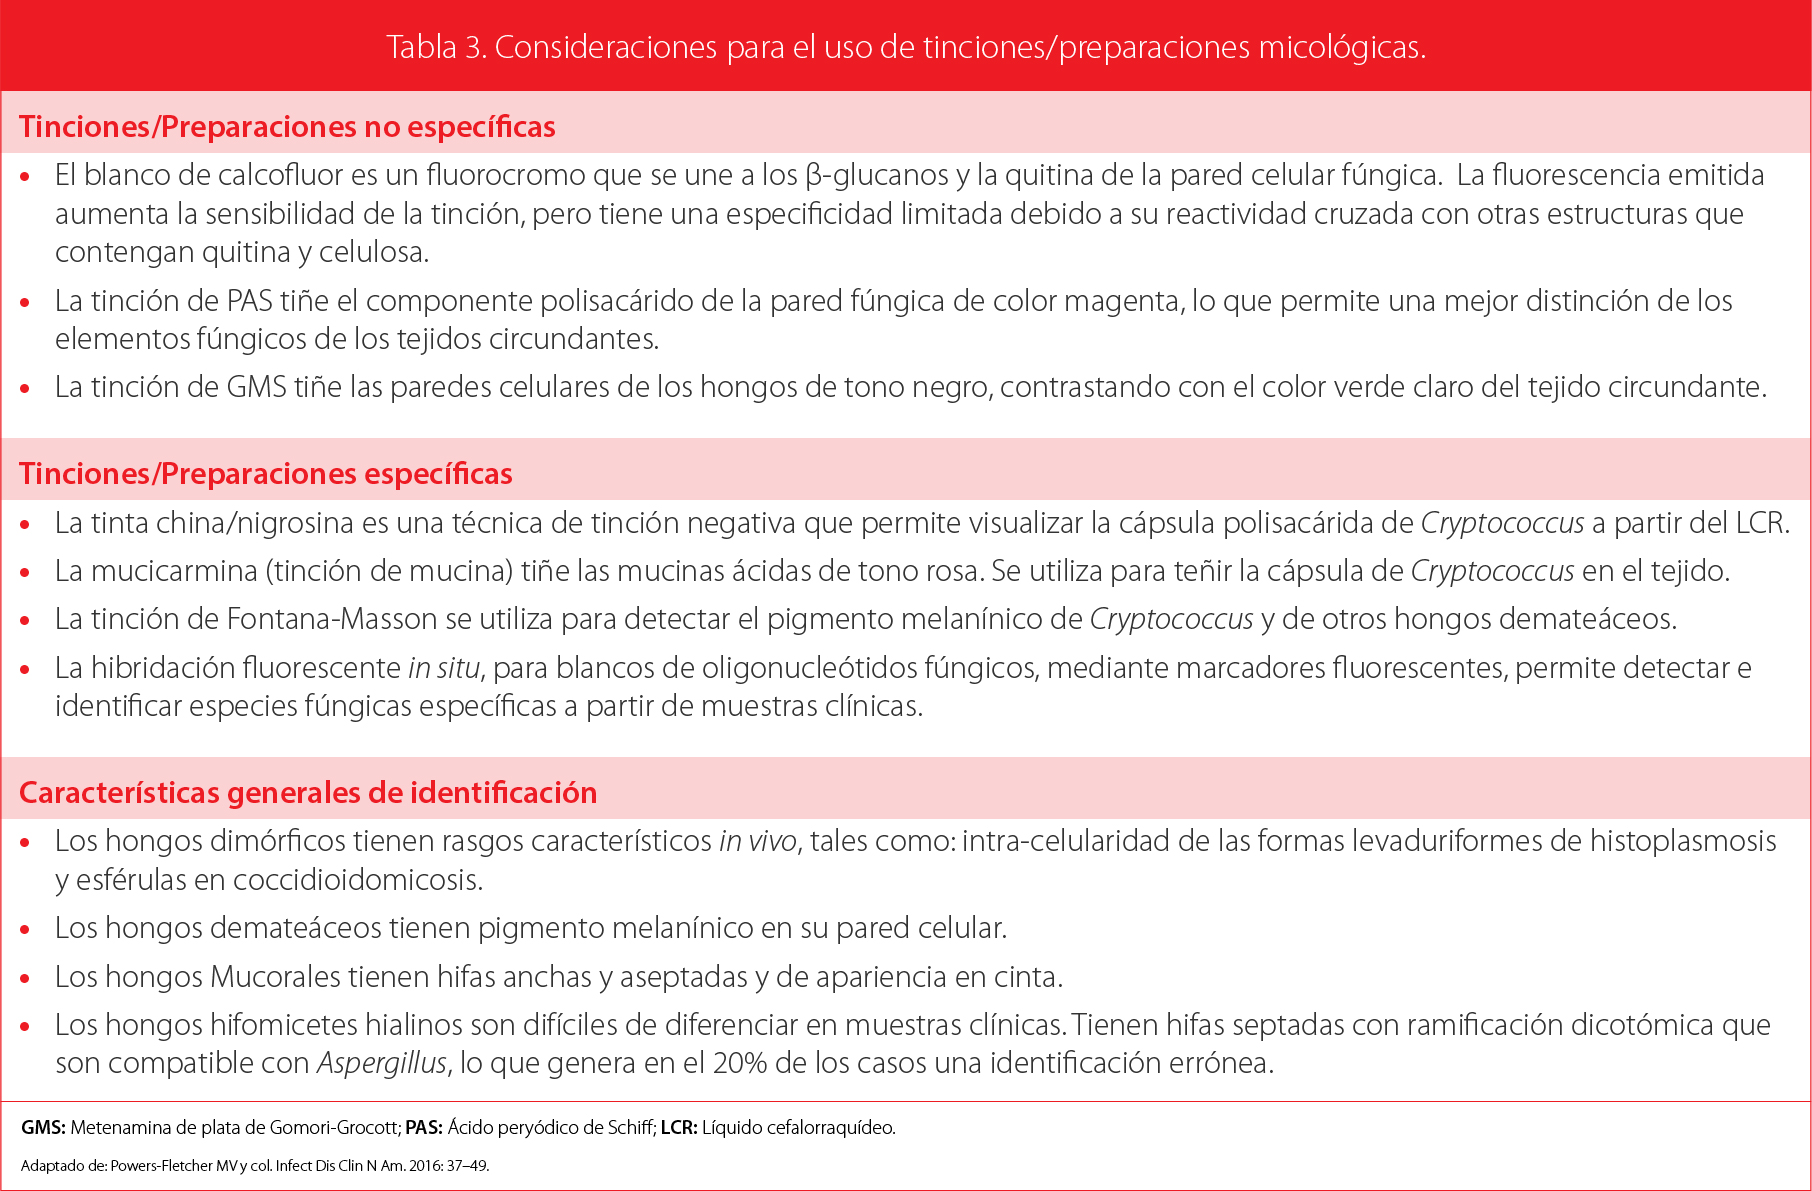 Tabla 3. Consideraciones para el uso de tinciones/preparaciones micológicas.
Tinciones/Preparaciones no específicas
• El blanco de calcofluor es un fluorocromo que se une a los β-glucanos y la quitina de la pared celular fúngica. La fluorescencia emitida
aumenta la sensibilidad de la tinción, pero tiene una especificidad limitada debido a su reactividad cruzada con otras estructuras que
contengan quitina y celulosa.
• La tinción de PAS tiñe el componente polisacárido de la pared fúngica de color magenta, lo que permite una mejor distinción de los
elementos fúngicos de los tejidos circundantes.
• La tinción de GMS tiñe las paredes celulares de los hongos de tono negro, contrastando con el color verde claro del tejido circundante.
Tinciones/Preparaciones específicas
• La tinta china/nigrosina es una técnica de tinción negativa que permite visualizar la cápsula polisacárida de Cryptococcus a partir del LCR.
• La mucicarmina (tinción de mucina) tiñe las mucinas ácidas de tono rosa. Se utiliza para teñir la cápsula de Cryptococcus en el tejido.
• La tinción de Fontana-Masson se utiliza para detectar el pigmento melanínico de Cryptococcus y de otros hongos demateáceos.
• La hibridación fluorescente in situ, para blancos de oligonucleótidos fúngicos, mediante marcadores fluorescentes, permite detectar e
identificar especies fúngicas específicas a partir de muestras clínicas.
Características generales de identificación
• Los hongos dimórficos tienen rasgos característicos in vivo, tales como: intra-celularidad de las formas levaduriformes de histoplasmosis
y esférulas en coccidioidomicosis.
• Los hongos demateáceos tienen pigmento melanínico en su pared celular.
• Los hongos Mucorales tienen hifas anchas y aseptadas y de apariencia en cinta.
• Los hongos hifomicetes hialinos son difíciles de diferenciar en muestras clínicas. Tienen hifas septadas con ramificación dicotómica que
son compatible con Aspergillus, lo que genera en el 20% de los casos una identificación errónea.
GMS: Metenamina de plata de Gomori-Grocott; PAS: Ácido peryódico de Schiff; LCR: Líquido cefalorraquídeo.
Adaptado de: Powers-Fletcher MV y col. Infect Dis Clin N Am. 2016: 37–49.